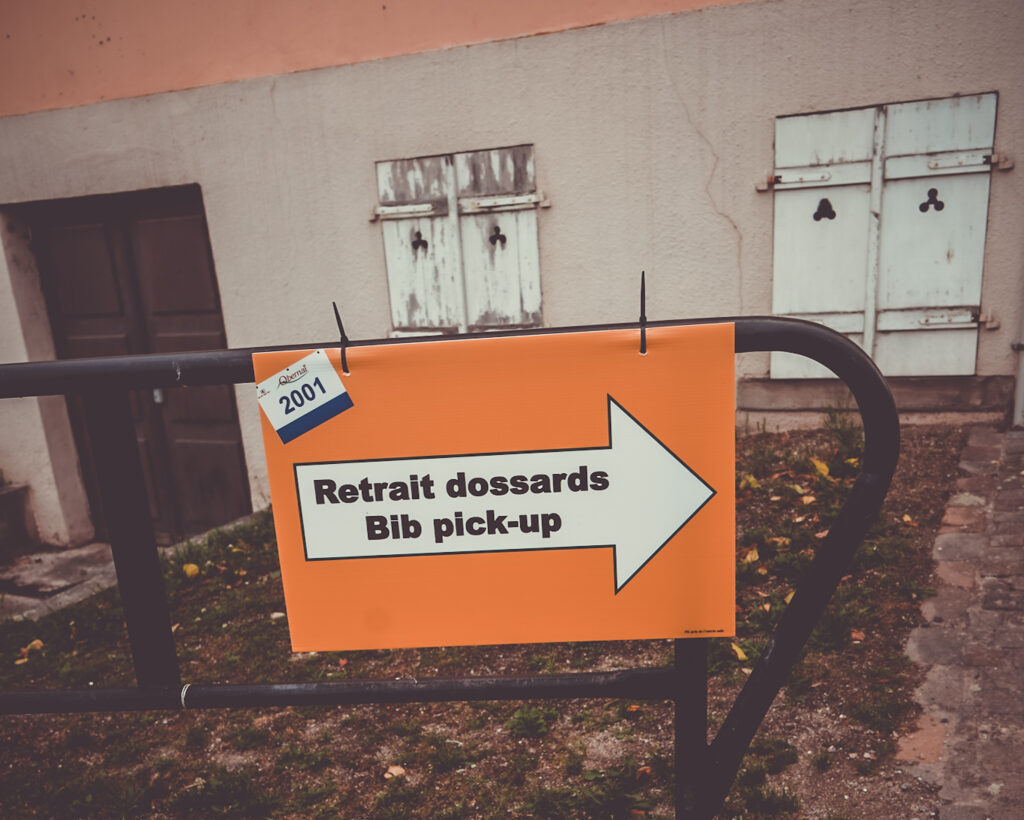 Obernai
2001
Retrait dossards
Bib pick-up